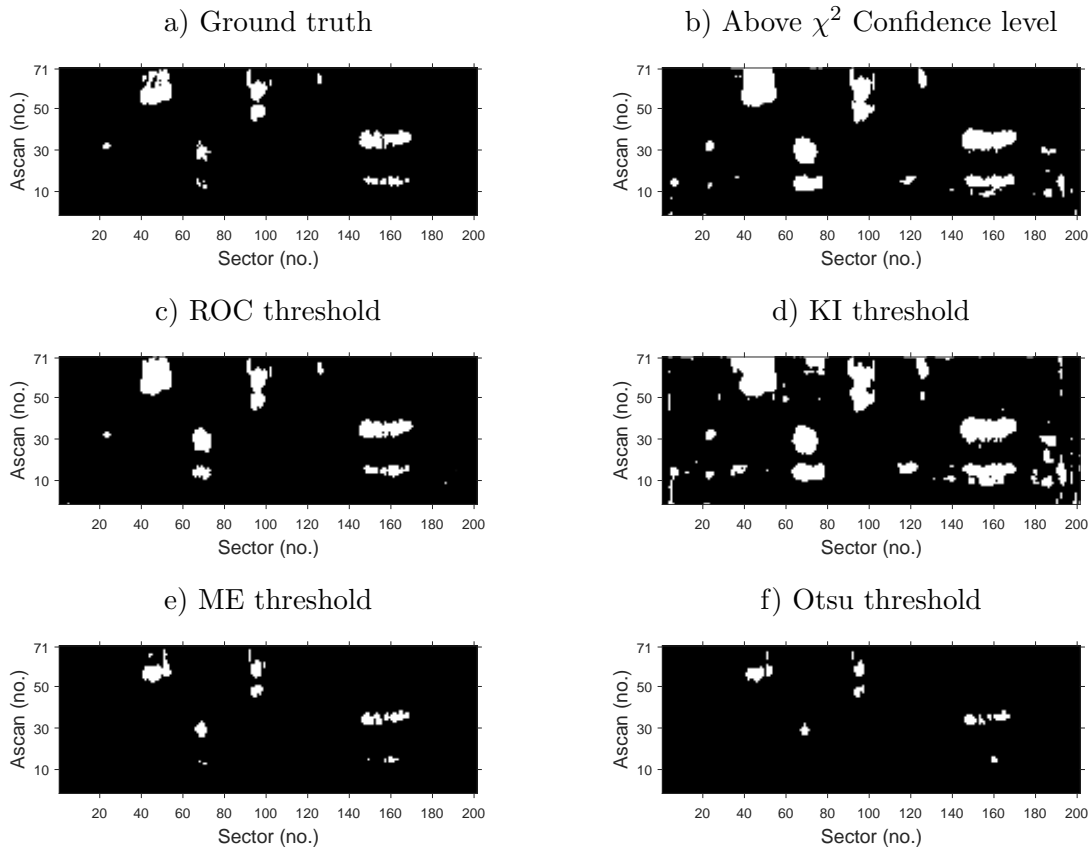 a) Ground truth
71
50
30
10
Ascan (no.)
20 40 60 80 100 120 140 160 180 200
Sector (no.)
b) Above χ² Confidence level
71
50
30
10
Ascan (no.)
20 40 60 80 100 120 140 160 180 200
Sector (no.)
c) ROC threshold
71
50
30
10
Ascan (no.)
20 40 60 80 100 120 140 160 180 200
Sector (no.)
d) KI threshold
71
50
30
10
Ascan (no.)
20 40 60 80 100 120 140 160 180 200
Sector (no.)
e) ME threshold
71
50
30
10
Ascan (no.)
20 40 60 80 100 120 140 160 180 200
Sector (no.)
f) Otsu threshold
71
50
30
10
Ascan (no.)
20 40 60 80 100 120 140 160 180 200
Sector (no.)